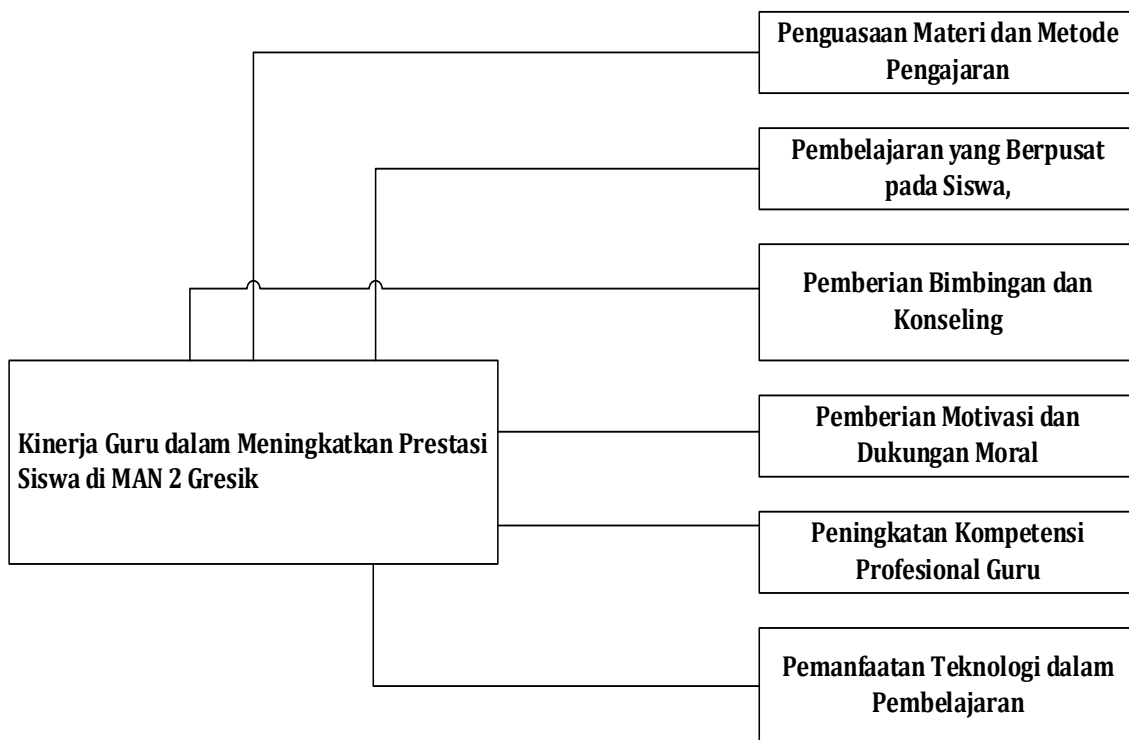 Penguasaan Materi dan Metode
Pengajaran
Pembelajaran yang Berpusat
pada Siswa,
Pemberian Bimbingan dan
Konseling
Kinerja Guru dalam Meningkatkan Prestasi
Siswa di MAN 2 Gresik
Pemberian Motivasi dan
Dukungan Moral
Peningkatan Kompetensi
Profesional Guru
Pemanfaatan Teknologi dalam
Pembelajaran